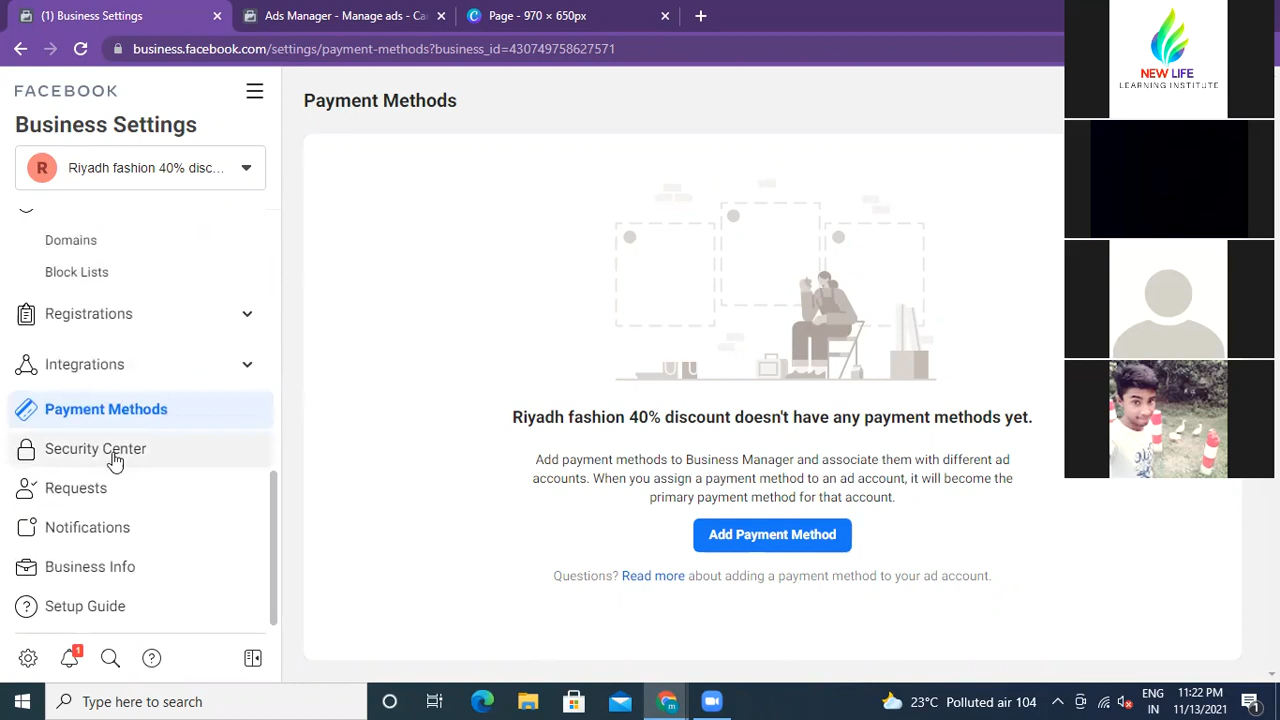 (1) Business Settings
Ads Manager - Manage ads - Ca
Page - 970 × 650px
business.facebook.com/settings/payment-methods?business_id=430749758627571
FACEBOOK
Business Settings
R
Riyadh fashion 40% disc...
Domains
Block Lists
Registrations
Integrations
Payment Methods
Security Center
Requests
Notifications
Business Info
Setup Guide
1
Payment Methods
Riyadh fashion 40% discount doesn't have any payment methods yet.
Add payment methods to Business Manager and associate them with different ad
accounts. When you assign a payment method to an ad account, it will become the
primary payment method for that account.
Add Payment Method
Questions? Read more about adding a payment method to your ad account.
NEW LIFE
LEARNING INSTITUTE
Type here to search
23°C Polluted air 104
ENG
IN
11:22 PM
11/13/2021
1